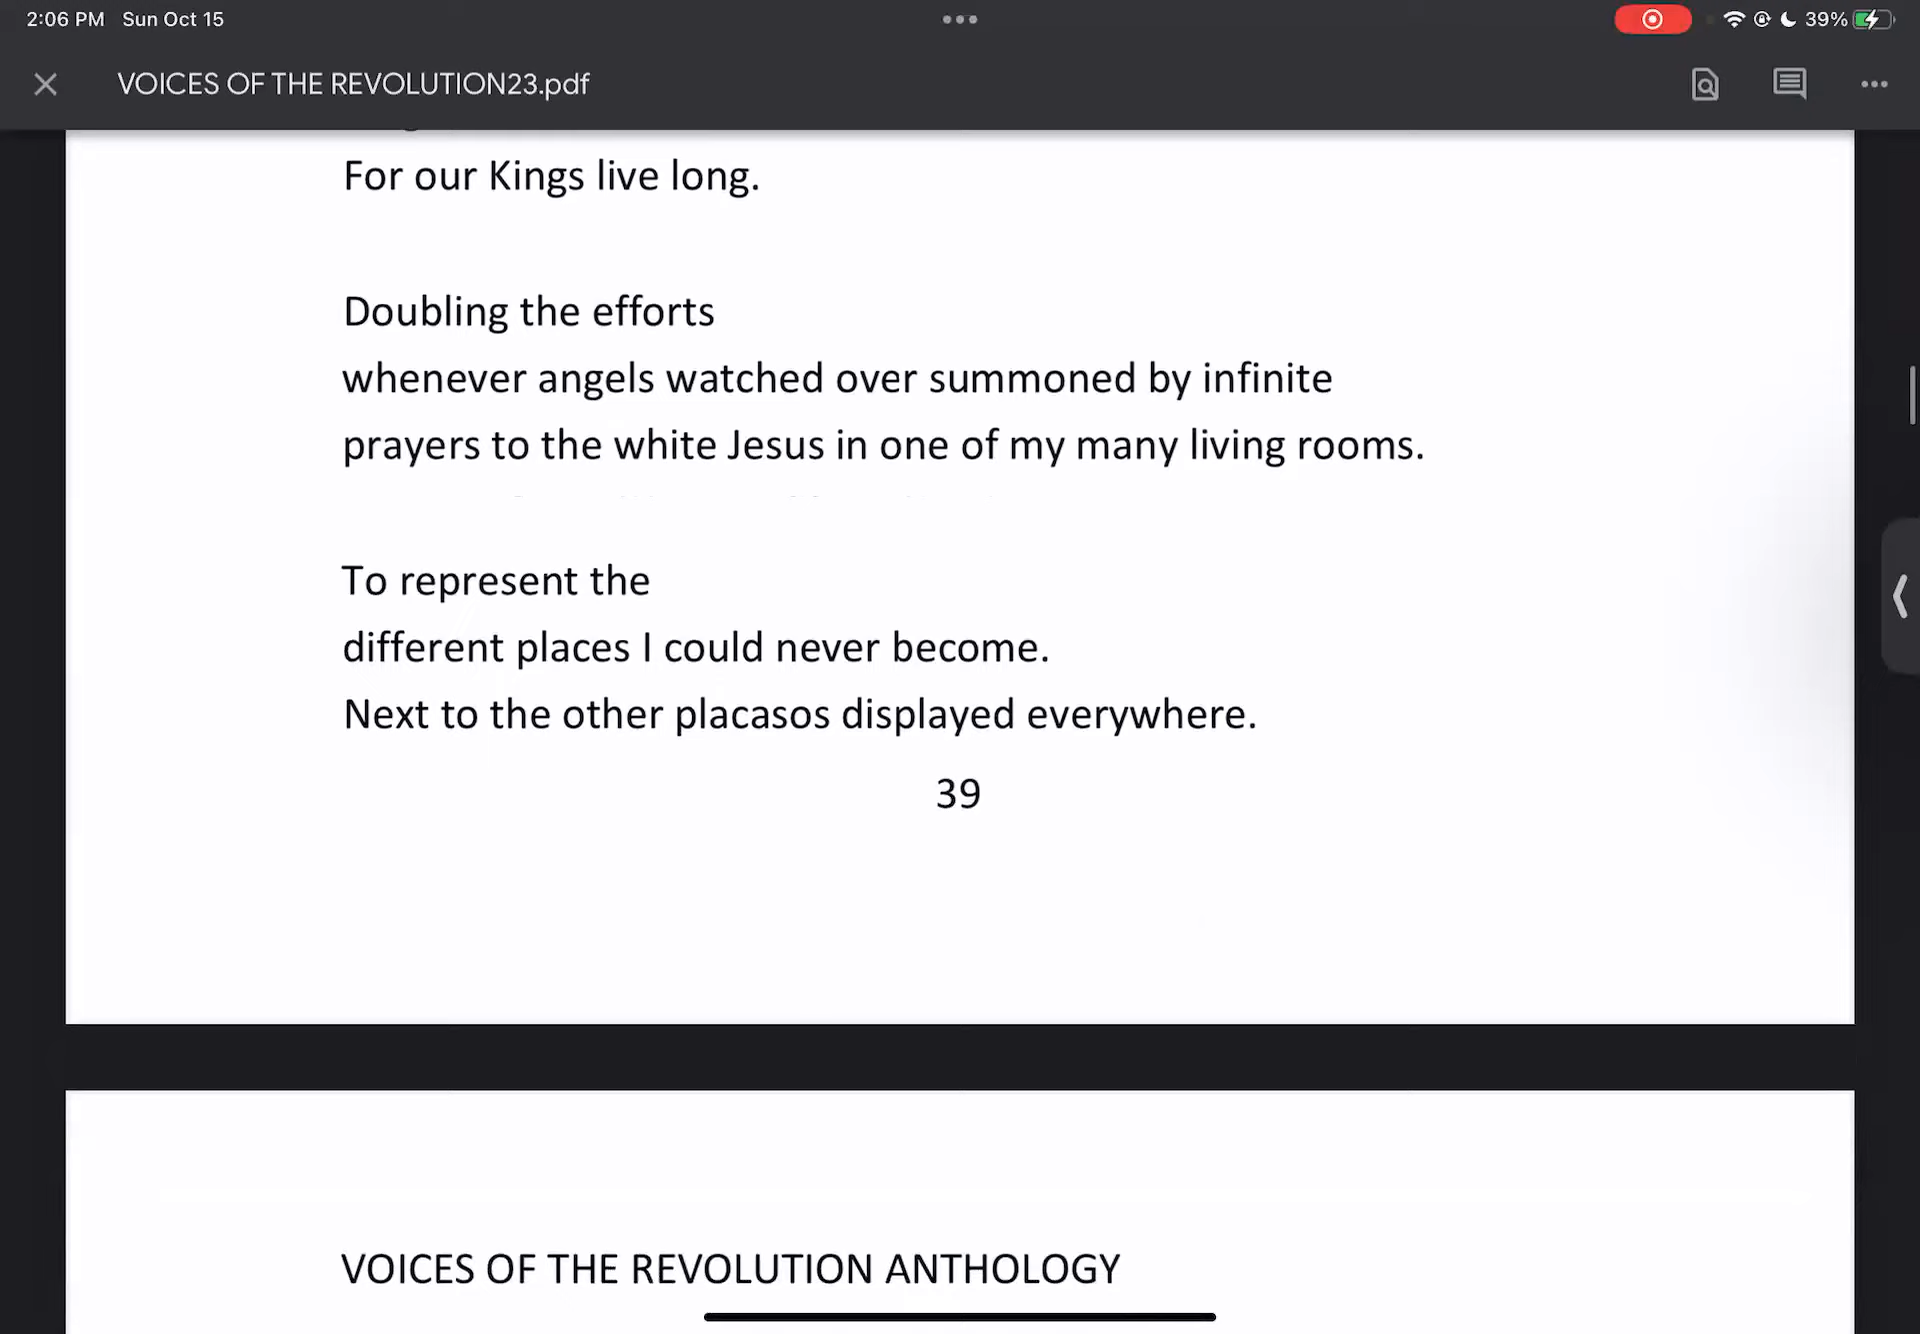 2:06 PM Sun Oct 15
39%
VOICES OF THE REVOLUTION23.pdf
For our Kings live long.
Doubling the efforts
whenever angels watched over summoned by infinite
prayers to the white Jesus in one of my many living rooms.
To represent the
different places I could never become.
Next to the other placasos displayed everywhere.
39
VOICES OF THE REVOLUTION ANTHOLOGY